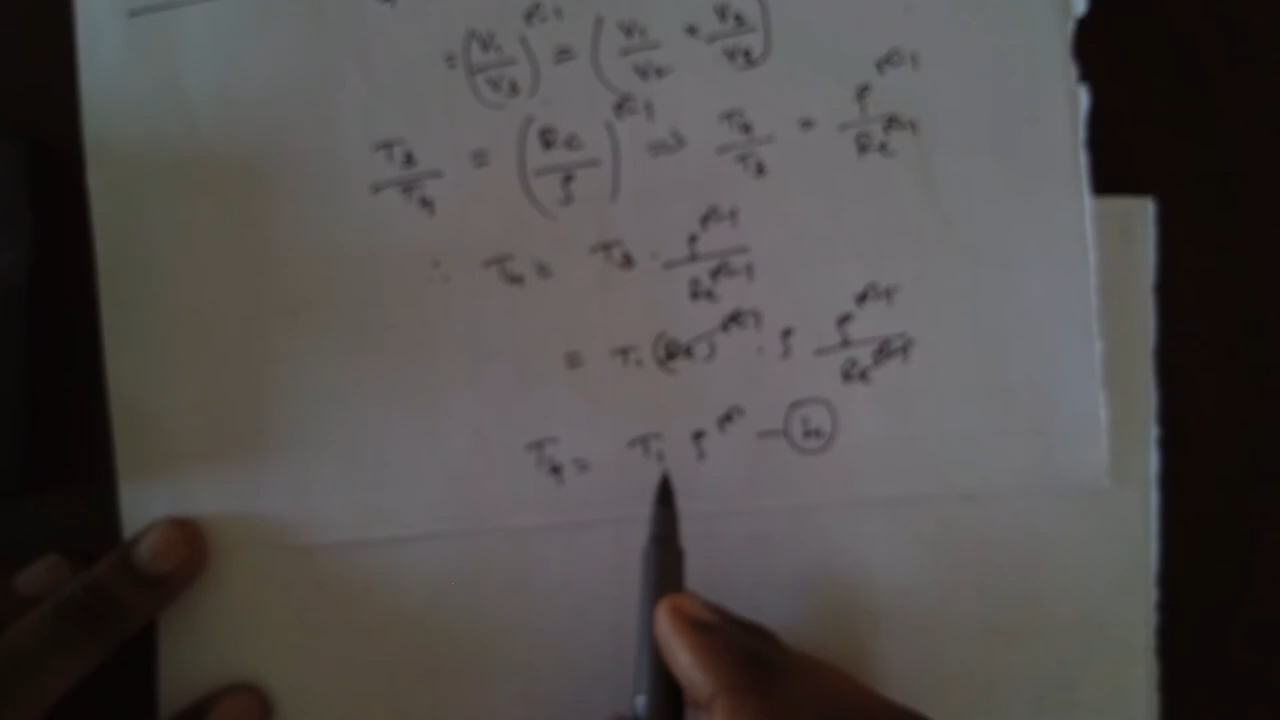 = (V₁/V₃)^(γ-1) = (V₁/V₂ × V₂/V₃)
T₃/T₄ = (Rc/ρ)^(γ-1) => T₄/T₃ = ρ^(γ-1)/Rc^(γ-1)
∴ T₄ = T₃ · ρ^(γ-1)/Rc^(γ-1)
= T₁ (Rc)^(γ-1) · ρ ρ^(γ-1)/Rc^(γ-1)
T₄ = T₁ ρ^γ —